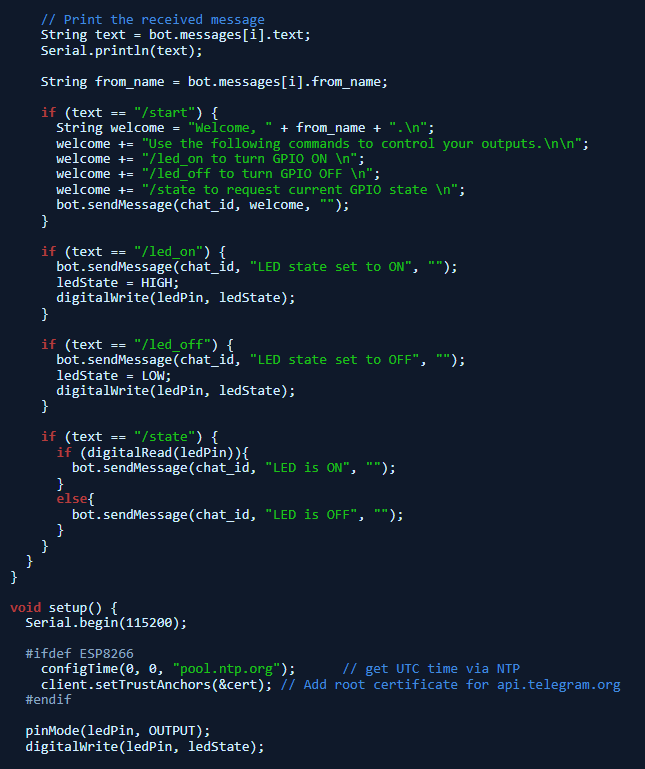 // Print the received message
String text = bot.messages[i].text;
Serial.println(text);

String from_name = bot.messages[i].from_name;

if (text == "/start") {
  String welcome = "Welcome, " + from_name + ".\n";
  welcome += "Use the following commands to control your outputs.\n\n";
  welcome += "/led_on to turn GPIO ON \n";
  welcome += "/led_off to turn GPIO OFF \n";
  welcome += "/state to request current GPIO state \n";
  bot.sendMessage(chat_id, welcome, "");
}

if (text == "/led_on") {
  bot.sendMessage(chat_id, "LED state set to ON", "");
  ledState = HIGH;
  digitalWrite(ledPin, ledState);
}

if (text == "/led_off") {
  bot.sendMessage(chat_id, "LED state set to OFF", "");
  ledState = LOW;
  digitalWrite(ledPin, ledState);
}

if (text == "/state") {
  if (digitalRead(ledPin)){
    bot.sendMessage(chat_id, "LED is ON", "");
  }
  else{
    bot.sendMessage(chat_id, "LED is OFF", "");
  }
}
}
}

void setup() {
  Serial.begin(115200);

  #ifdef ESP8266
    configTime(0, 0, "pool.ntp.org");      // get UTC time via NTP
    client.setTrustAnchors(&cert); // Add root certificate for api.telegram.org
  #endif

  pinMode(ledPin, OUTPUT);
  digitalWrite(ledPin, ledState);